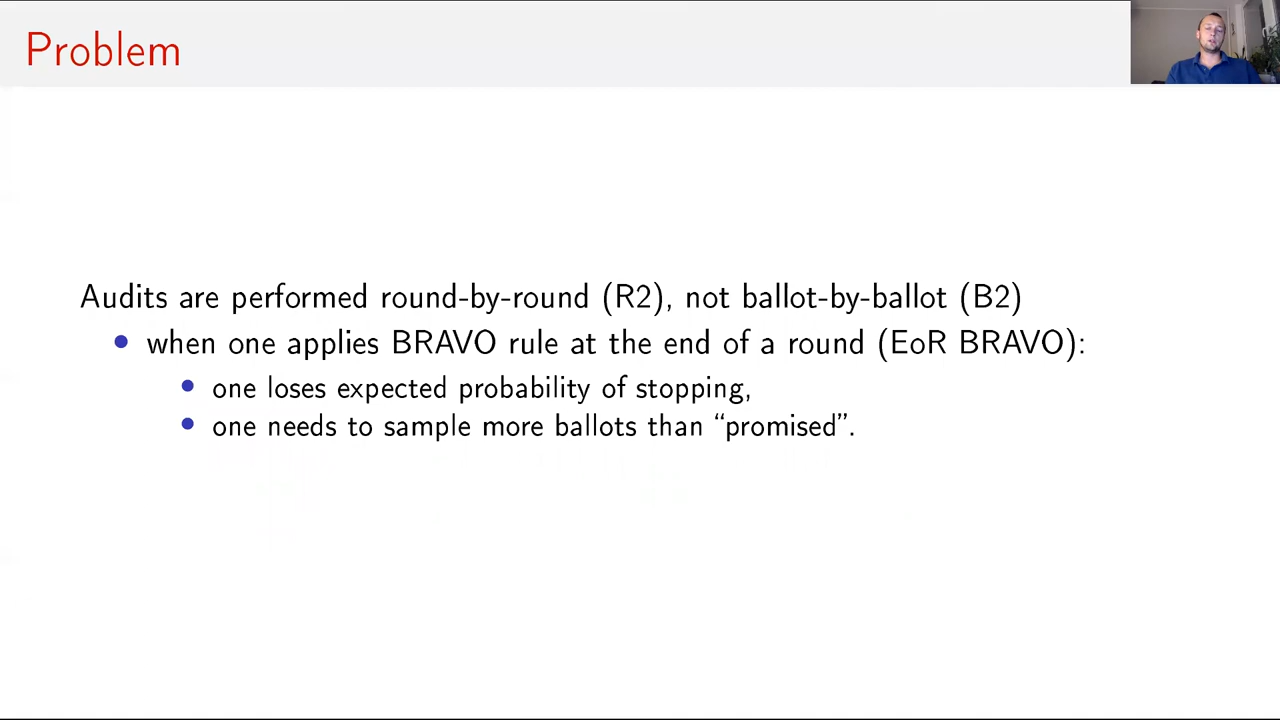 Problem
Audits are performed round-by-round (R2), not ballot-by-ballot (B2)
• when one applies BRAVO rule at the end of a round (EoR BRAVO):
• one loses expected probability of stopping,
• one needs to sample more ballots than “promised”.